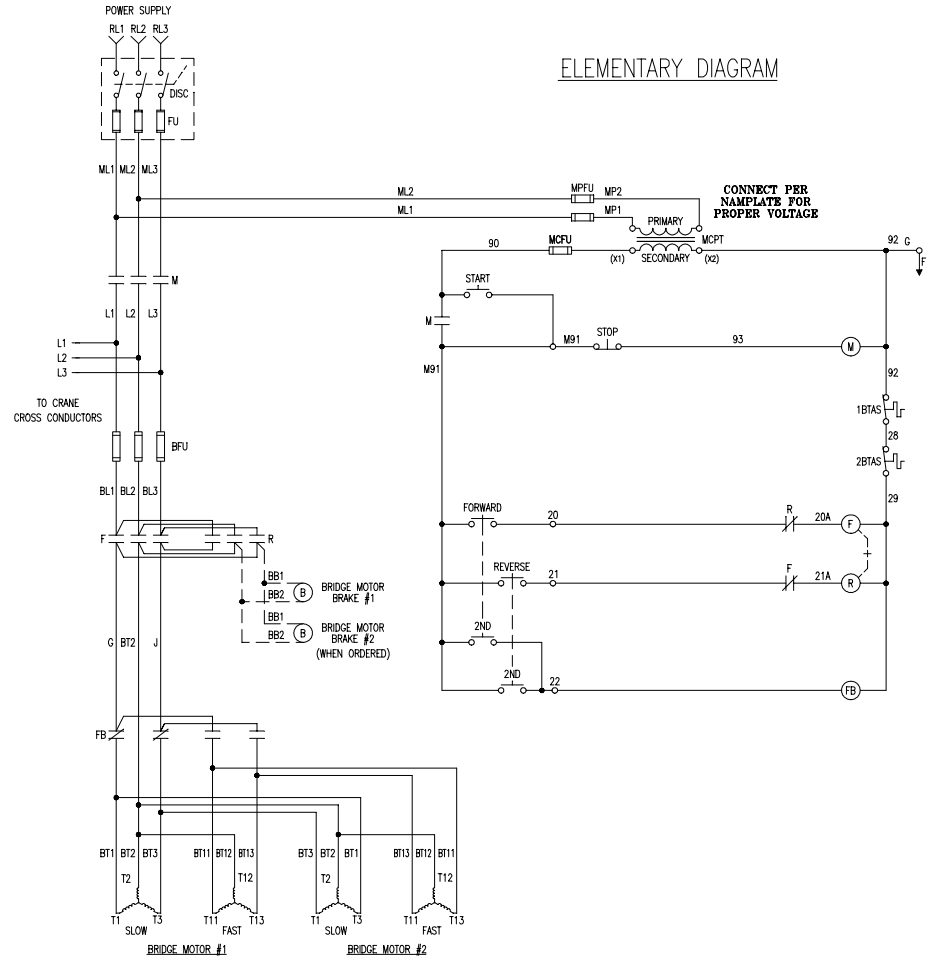 POWER SUPPLY
RL1 RL2 RL3
ELEMENTARY DIAGRAM
DISC
FU
ML1 ML2 ML3
ML2 MPFU MP2
CONNECT PER
NAMPLATE FOR
PROPER VOLTAGE
ML1 MP1 PRIMARY
90 MCFU MCPT 92 G
(X1) SECONDARY (X2) F
START
M
L1 L2 L3
M
M91 STOP 93 M
L1
L2
L3
M91 92
TO CRANE
CROSS CONDUCTORS
1BTAS
28
BFU
2BTAS
BL1 BL2 BL3
29
FORWARD 20 R 20A F
F R
REVERSE 21 F 21A R
BB1
BB2 B BRIDGE MOTOR
BRAKE #1
BB1
BB2 B BRIDGE MOTOR
BRAKE #2
(WHEN ORDERED)
G BT2 J
2ND
2ND 22 FB
FB
BT1 BT2 BT3 BT11 BT12 BT13 BT3 BT2 BT1 BT13 BT12 BT11
T2 T12 T2 T12
T1 T3 T11 T13 T1 T3 T11 T13
SLOW FAST SLOW FAST
BRIDGE MOTOR #1 BRIDGE MOTOR #2